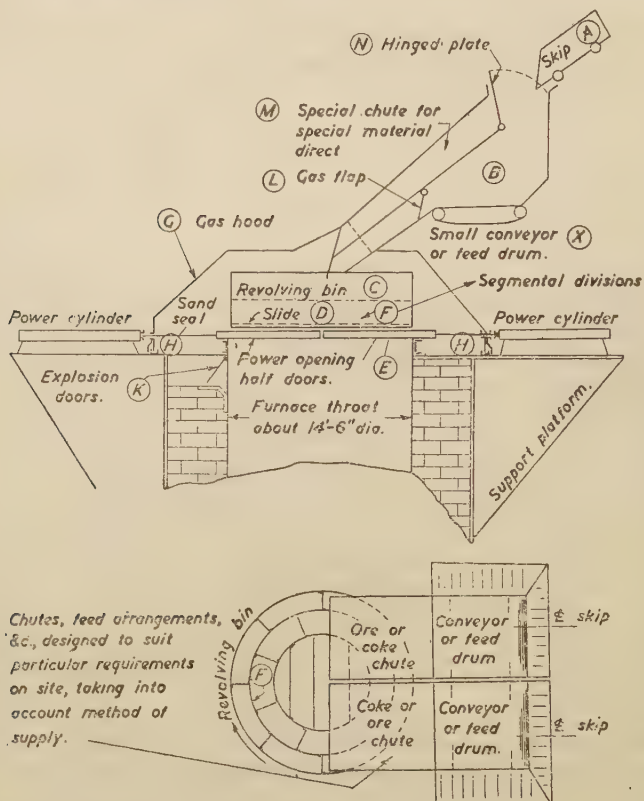 Skip A
N Hinged plate
M Special chute for
special material
direct
L Gas flap
B
Small conveyor X
or feed drum.
G Gas hood
Revolving bin C
Segmental divisions
Slide D F
Sand
seal
Power cylinder
Power cylinder
H
H
Power opening
half doors. E
Explosion
doors. K
Furnace throat
about 14'-6" dia.
Support platform.
Chutes, feed arrangements,
&c., designed to suit
particular requirements
on site, taking into
account method of
supply.
Revolving bin
F
Ore or
coke
chute
Conveyor
or feed
drum
℄ skip
Coke or
ore
chute
Conveyor
or feed
drum.
℄ skip